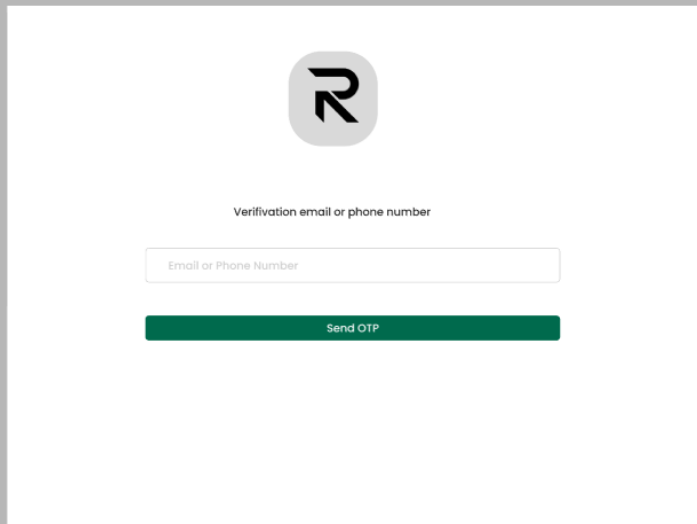 R
Verifivation email or phone number
Email or Phone Number
Send OTP